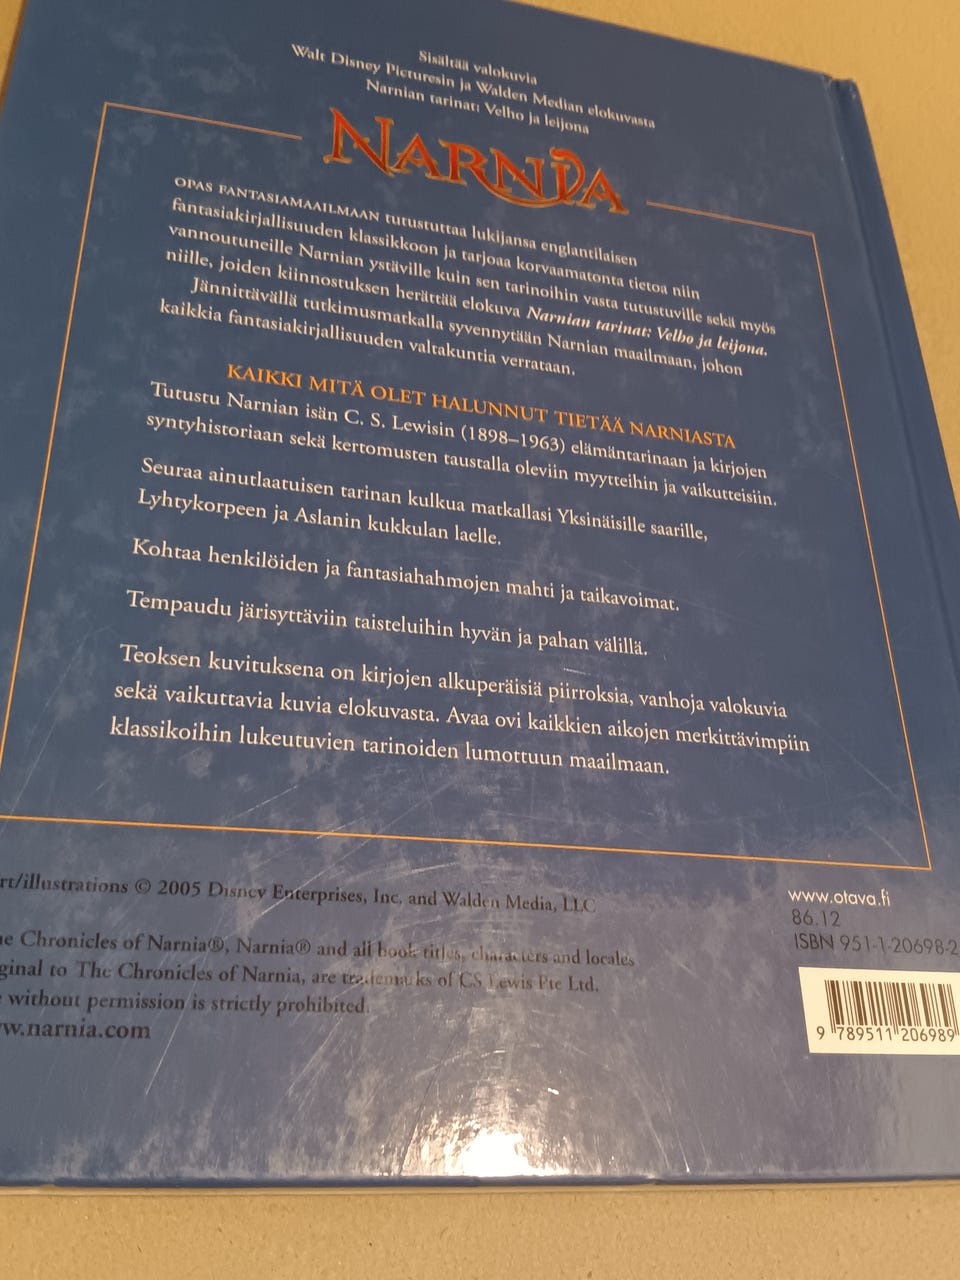 Sisältää valokuvia
Walt Disney Picturesin ja Walden Median elokuvasta
Narnian tarinat: Velho ja leijona
NARNIA
OPAS FANTASIAMAAILMAAN tutustuttaa lukijansa englantilaisen
fantasiakirjallisuuden klassikkoon ja tarjoaa korvaamatonta tietoa niin
vannoutuneille Narnian ystäville kuin sen tarinoihin vasta tutustuville sekä myös
niille, joiden kiinnostuksen herättää elokuva Narnian tarinat: Velho ja leijona.
Jännittävällä tutkimusmatkalla syvennytään Narnian maailmaan, johon
kaikkia fantasiakirjallisuuden valtakuntia verrataan.
KAIKKI MITÄ OLET HALUNNUT TIETÄÄ NARNIASTA
Tutustu Narnian isän C. S. Lewisin (1898–1963) elämäntarinaan ja kirjojen
syntyhistoriaan sekä kertomusten taustalla oleviin myytteihin ja vaikutteisiin.
Seuraa ainutlaatuisen tarinan kulkua matkallasi Yksinäisille saarille,
Lyhtykorpeen ja Aslanin kukkulan laelle.
Kohtaa henkilöiden ja fantasiahahmojen mahti ja taikavoimat.
Tempaudu järisyttäviin taisteluihin hyvän ja pahan välillä.
Teoksen kuvituksena on kirjojen alkuperäisiä piirroksia, vanhoja valokuvia
sekä vaikuttavia kuvia elokuvasta. Avaa ovi kaikkien aikojen merkittävimpiin
klassikoihin lukeutuvien tarinoiden lumottuun maailmaan.
rt/illustrations © 2005 Disney Enterprises, Inc. and Walden Media, LLC
e Chronicles of Narnia®, Narnia® and all book titles, characters and locales
ginal to The Chronicles of Narnia, are trademarks of CS Lewis Pte Ltd.
without permission is strictly prohibited.
w.narnia.com
www.otava.fi
86.12
ISBN 951-1-20698-2
9 789511 206989